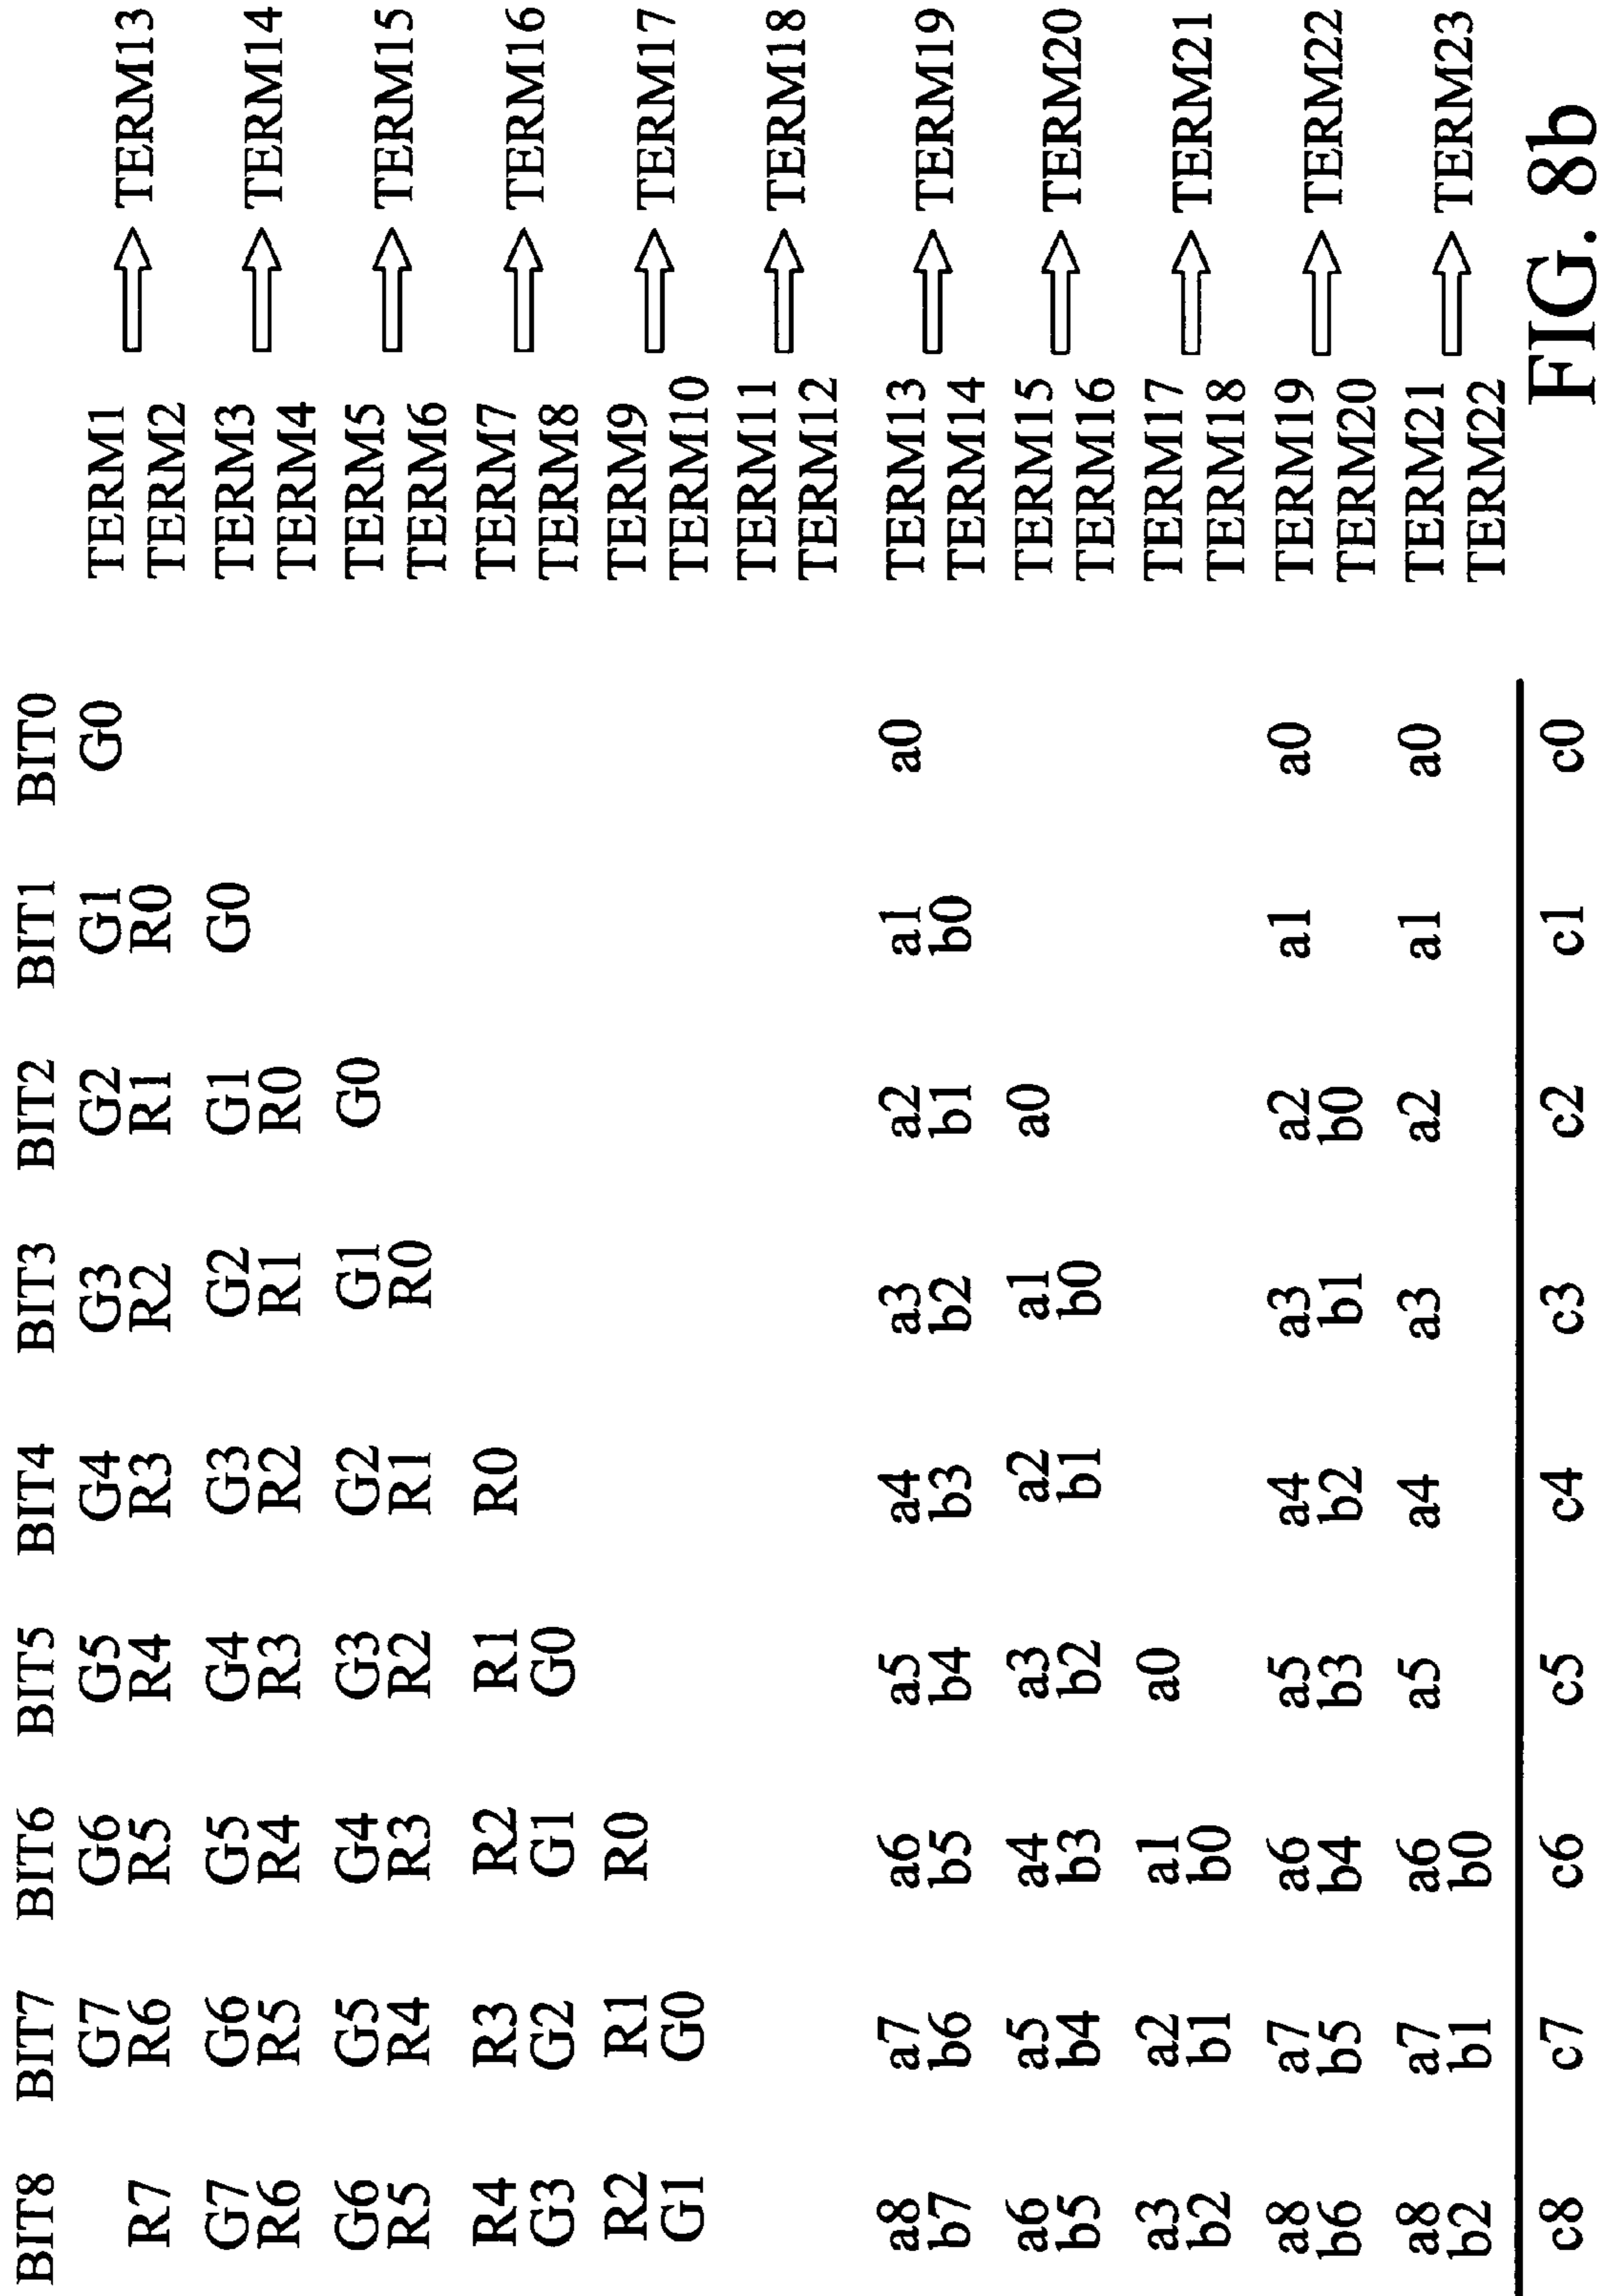 BIT8 BIT7 BIT6 BIT5 BIT4 BIT3 BIT2 BIT1 BIT0
G7 G6 G5 G4 G3 G2 G1 G0 TERM1
R7 R6 R5 R4 R3 R2 R1 R0 TERM2
TERM13
G7 G6 G5 G4 G3 G2 G1 G0 TERM3
R6 R5 R4 R3 R2 R1 R0 TERM4
TERM14
G6 G5 G4 G3 G2 G1 G0 TERM5
R5 R4 R3 R2 R1 R0 TERM6
TERM15
R4 R3 R2 R1 R0 TERM7
G3 G2 G1 G0 TERM8
TERM16
R2 R1 R0 TERM9
G1 G0 TERM10
TERM17
TERM11
TERM12
TERM18
a8 a7 a6 a5 a4 a3 a2 a1 a0 TERM13
b7 b6 b5 b4 b3 b2 b1 b0 TERM14
TERM19
a6 a5 a4 a3 a2 a1 a0 TERM15
b5 b4 b3 b2 b1 b0 TERM16
TERM20
a3 a2 a1 a0 TERM17
b2 b1 b0 TERM18
TERM21
a8 a7 a6 a5 a4 a3 a2 a1 a0 TERM19
b6 b5 b4 b3 b2 b1 b0 TERM20
TERM22
a8 a7 a6 a5 a4 a3 a2 a1 a0 TERM21
b2 b1 b0 TERM22
TERM23
c8 c7 c6 c5 c4 c3 c2 c1 c0
FIG. 8b